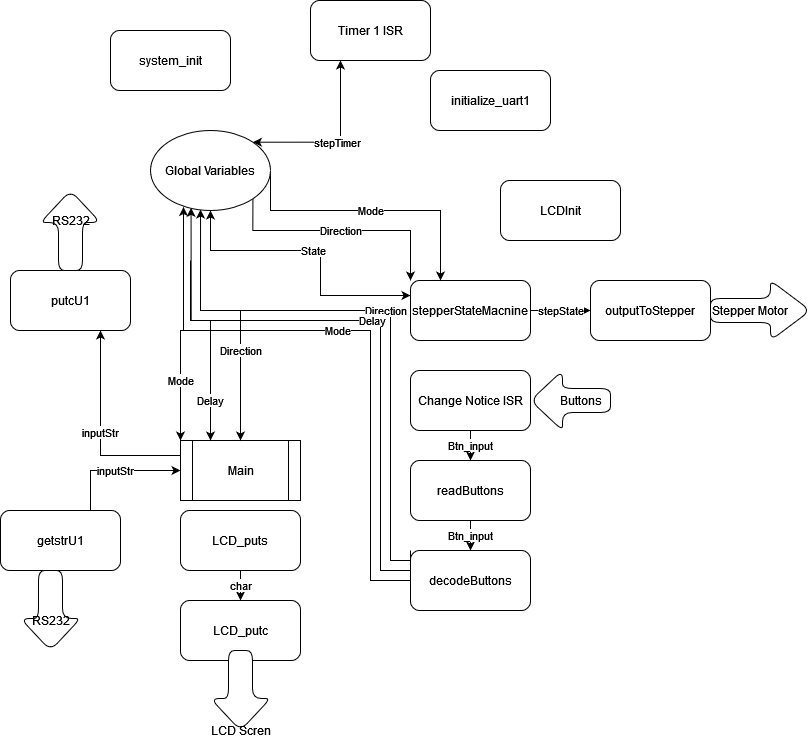 Timer 1 ISR
system_init
initialize_uart1
stepTimer
Global Variables
LCDInit
Mode
RS232
Direction
State
putcU1
stepperStateMacnine
stepState
outputToStepper
Stepper Motor
Direction
Delay
Mode
Direction
Mode
Delay
Change Notice ISR
Buttons
inputStr
Btn_input
Main
inputStr
readButtons
getstrU1
LCD_puts
Btn_input
decodeButtons
char
RS232
LCD_putc
LCD Scren